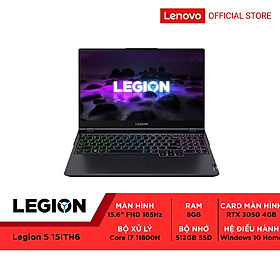 Lenovo
OFFICIAL STORE
LEGION
LEGION
Legion 5 15ITH6
MÀN HÌNH
15.6" FHD 165Hz
RAM
8GB
CARD MÀN HÌNH
RTX 3050 4GB
BỘ XỬ LÝ
Core i7 11800H
BỘ NHỚ
512GB SSD
HỆ ĐIỀU HÀNH
Windows 10 Home